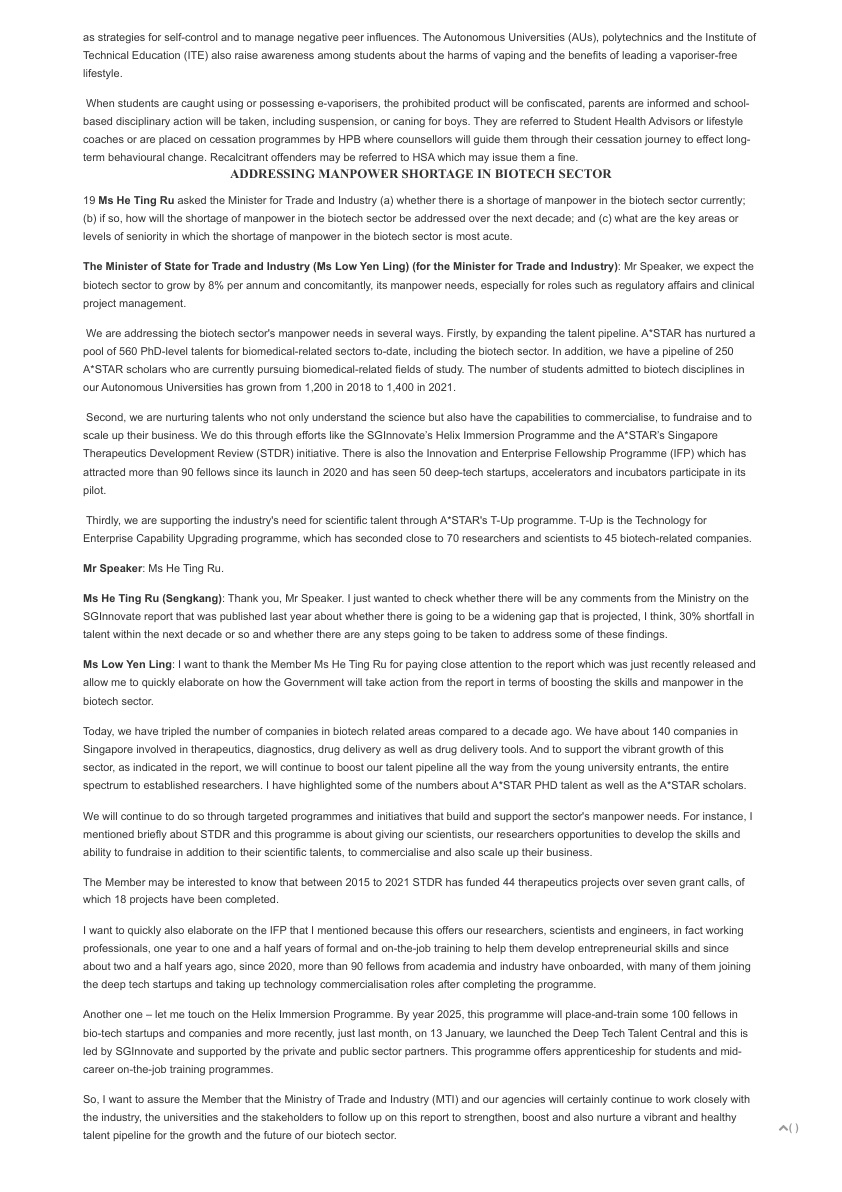 as strategies for self-control and to manage negative peer influences. The Autonomous Universities (AUs), polytechnics and the Institute of
Technical Education (ITE) also raise awareness among students about the harms of vaping and the benefits of leading a vaporiser-free
lifestyle.
When students are caught using or possessing e-vaporisers, the prohibited product will be confiscated, parents are informed and school-
based disciplinary action will be taken, including suspension, or caning for boys. They are referred to Student Health Advisors or lifestyle
coaches or are placed on cessation programmes by HPB where counsellors will guide them through their cessation journey to effect long-
term behavioural change. Recalcitrant offenders may be referred to HSA which may issue them a fine.
ADDRESSING MANPOWER SHORTAGE IN BIOTECH SECTOR
19 Ms He Ting Ru asked the Minister for Trade and Industry (a) whether there is a shortage of manpower in the biotech sector currently;
(b) if so, how will the shortage of manpower in the biotech sector be addressed over the next decade; and (c) what are the key areas or
levels of seniority in which the shortage of manpower in the biotech sector is most acute.
The Minister of State for Trade and Industry (Ms Low Yen Ling) (for the Minister for Trade and Industry): Mr Speaker, we expect the
biotech sector to grow by 8% per annum and concomitantly, its manpower needs, especially for roles such as regulatory affairs and clinical
project management.
We are addressing the biotech sector's manpower needs in several ways. Firstly, by expanding the talent pipeline. A*STAR has nurtured a
pool of 560 PhD-level talents for biomedical-related sectors to-date, including the biotech sector. In addition, we have a pipeline of 250
A*STAR scholars who are currently pursuing biomedical-related fields of study. The number of students admitted to biotech disciplines in
our Autonomous Universities has grown from 1,200 in 2018 to 1,400 in 2021.
Second, we are nurturing talents who not only understand the science but also have the capabilities to commercialise, to fundraise and to
scale up their business. We do this through efforts like the SGInnovate's Helix Immersion Programme and the A*STAR's Singapore
Therapeutics Development Review (STDR) initiative. There is also the Innovation and Enterprise Fellowship Programme (IFP) which has
attracted more than 90 fellows since its launch in 2020 and has seen 50 deep-tech startups, accelerators and incubators participate in its
pilot.
Thirdly, we are supporting the industry's need for scientific talent through A*STAR's T-Up programme. T-Up is the Technology for
Enterprise Capability Upgrading programme, which has seconded close to 70 researchers and scientists to 45 biotech-related companies.
Mr Speaker: Ms He Ting Ru.
Ms He Ting Ru (Sengkang): Thank you, Mr Speaker. I just wanted to check whether there will be any comments from the Ministry on the
SGInnovate report that was published last year about whether there is going to be a widening gap that is projected, I think, 30% shortfall in
talent within the next decade or so and whether there are any steps going to be taken to address some of these findings.
Ms Low Yen Ling: I want to thank the Member Ms He Ting Ru for paying close attention to the report which was just recently released and
allow me to quickly elaborate on how the Government will take action from the report in terms of boosting the skills and manpower in the
biotech sector.
Today, we have tripled the number of companies in biotech related areas compared to a decade ago. We have about 140 companies in
Singapore involved in therapeutics, diagnostics, drug delivery as well as drug delivery tools. And to support the vibrant growth of this
sector, as indicated in the report, we will continue to boost our talent pipeline all the way from the young university entrants, the entire
spectrum to established researchers. I have highlighted some of the numbers about A*STAR PHD talent as well as the A*STAR scholars.
We will continue to do so through targeted programmes and initiatives that build and support the sector's manpower needs. For instance, I
mentioned briefly about STDR and this programme is about giving our scientists, our researchers opportunities to develop the skills and
ability to fundraise in addition to their scientific talents, to commercialise and also scale up their business.
The Member may be interested to know that between 2015 to 2021 STDR has funded 44 therapeutics projects over seven grant calls, of
which 18 projects have been completed.
I want to quickly also elaborate on the IFP that I mentioned because this offers our researchers, scientists and engineers, in fact working
professionals, one year to one and a half years of formal and on-the-job training to help them develop entrepreneurial skills and since
about two and a half years ago, since 2020, more than 90 fellows from academia and industry have onboarded, with many of them joining
the deep tech startups and taking up technology commercialisation roles after completing the programme.
Another one – let me touch on the Helix Immersion Programme. By year 2025, this programme will place-and-train some 100 fellows in
bio-tech startups and companies and more recently, just last month, on 13 January, we launched the Deep Tech Talent Central and this is
led by SGInnovate and supported by the private and public sector partners. This programme offers apprenticeship for students and mid-
career on-the-job training programmes.
So, I want to assure the Member that the Ministry of Trade and Industry (MTI) and our agencies will certainly continue to work closely with
the industry, the universities and the stakeholders to follow up on this report to strengthen, boost and also nurture a vibrant and healthy
talent pipeline for the growth and the future of our biotech sector.
( )